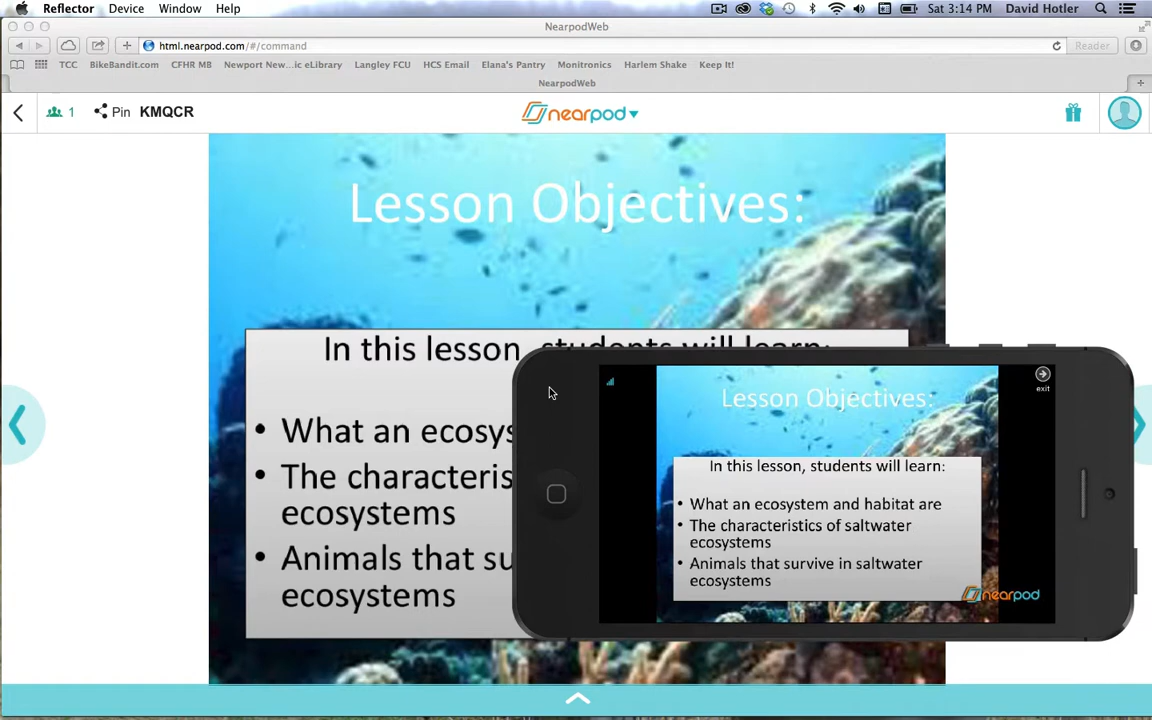 Reflector Device Window Help Sat 3:14 PM David Hotler
NearpodWeb
html.nearpod.com/#/command Reader
TCC BikeBandit.com CFHR MB Newport New...ic eLibrary Langley FCU HCS Email Elana's Pantry Monitronics Harlem Shake Keep It!
NearpodWeb
1 Pin KMQCR nearpod
Lesson Objectives:
In this lesson, students will learn:
• What an ecosys
• The characteris
ecosystems
• Animals that su
ecosystems
exit
Lesson Objectives:
In this lesson, students will learn:
• What an ecosystem and habitat are
• The characteristics of saltwater
ecosystems
• Animals that survive in saltwater
ecosystems
nearpod